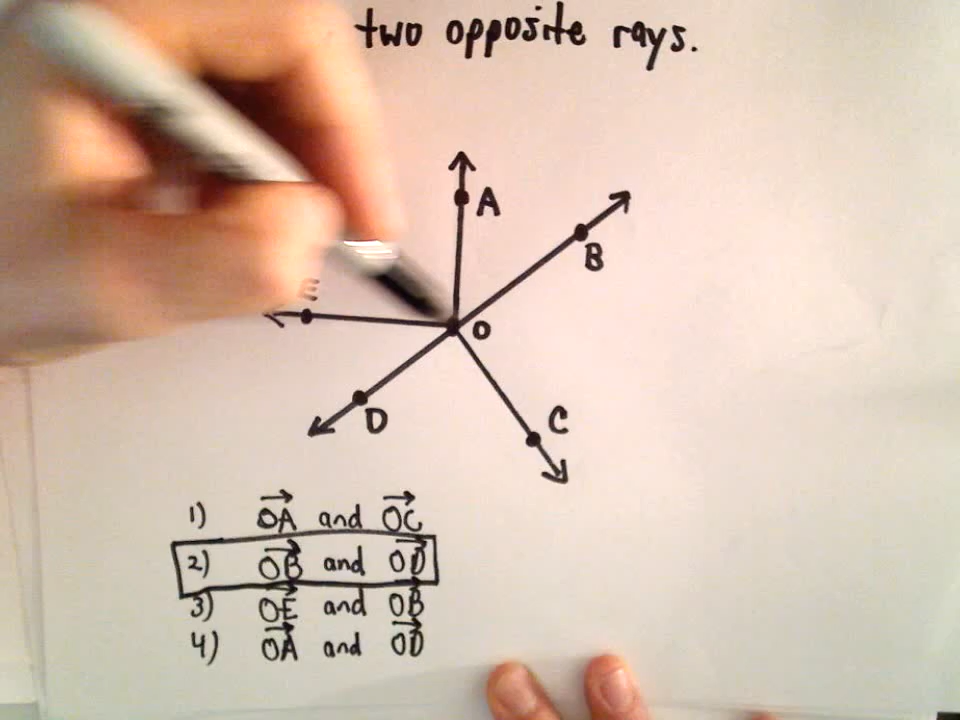 two opposite rays.
A
B
E
O
D
C
1) OA and OC
2) OB and OD
3) OE and OB
4) OA and OD